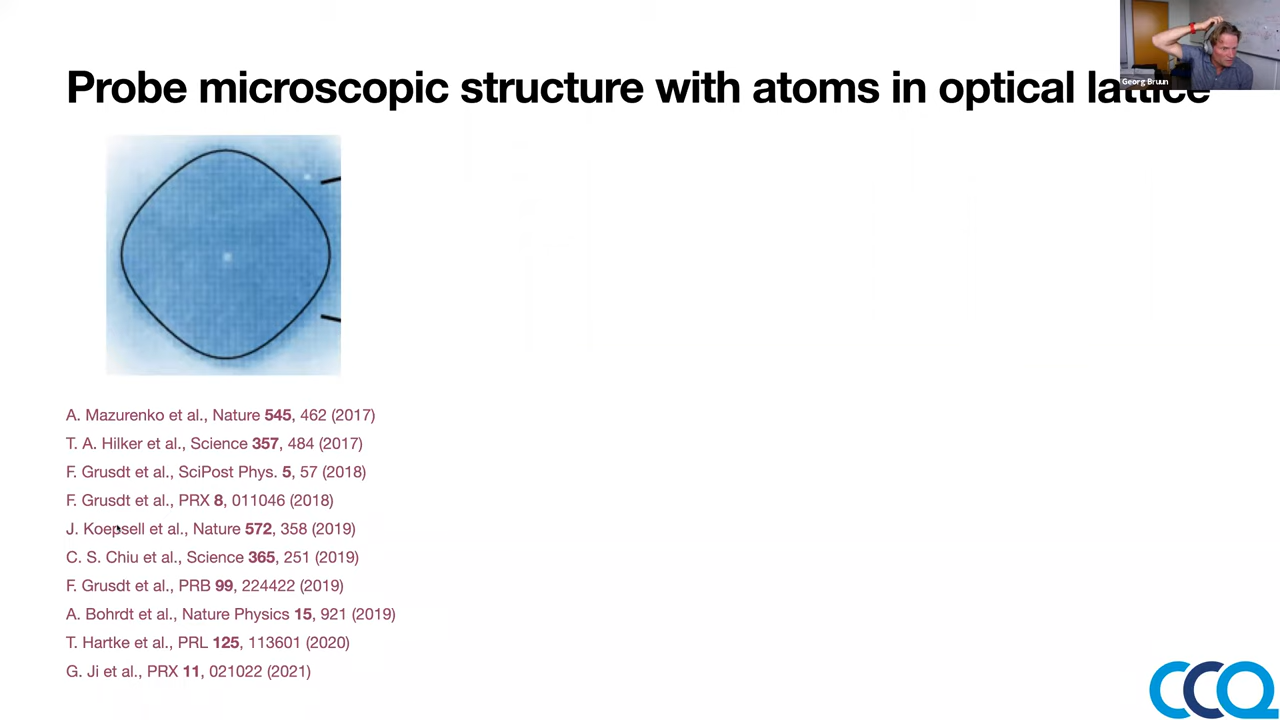 Probe microscopic structure with atoms in optical lattice
Georg Bruun
A. Mazurenko et al., Nature 545, 462 (2017)
T. A. Hilker et al., Science 357, 484 (2017)
F. Grusdt et al., SciPost Phys. 5, 57 (2018)
F. Grusdt et al., PRX 8, 011046 (2018)
J. Koepsell et al., Nature 572, 358 (2019)
C. S. Chiu et al., Science 365, 251 (2019)
F. Grusdt et al., PRB 99, 224422 (2019)
A. Bohrdt et al., Nature Physics 15, 921 (2019)
T. Hartke et al., PRL 125, 113601 (2020)
G. Ji et al., PRX 11, 021022 (2021)
CCQ